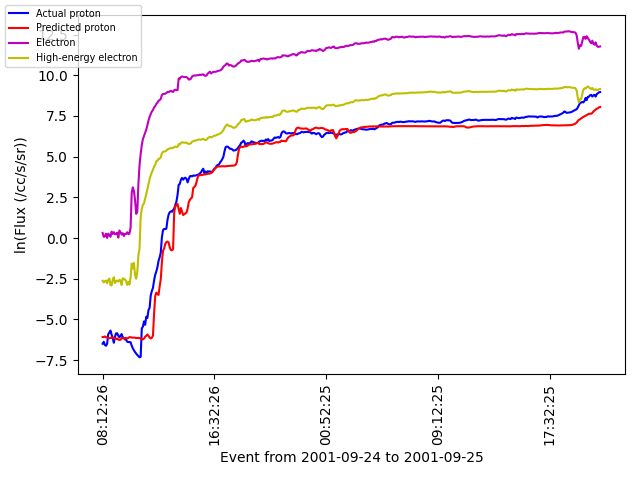 Actual proton
Predicted proton
Electron
High-energy electron
12.5
10.0
7.5
5.0
2.5
0.0
−2.5
−5.0
−7.5
ln(Flux (/cc/s/sr))
08:12:26
16:32:26
00:52:25
09:12:25
17:32:25
Event from 2001-09-24 to 2001-09-25